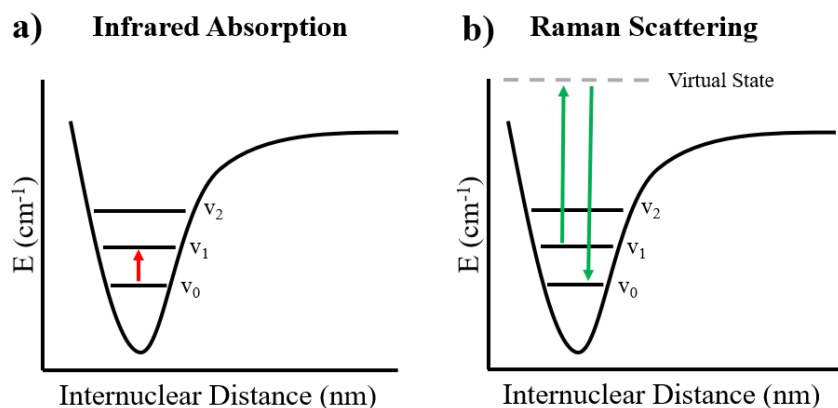 a) Infrared Absorption
E (cm⁻¹)
v₂
v₁
v₀
Internuclear Distance (nm)
b) Raman Scattering
Virtual State
E (cm⁻¹)
v₂
v₁
v₀
Internuclear Distance (nm)